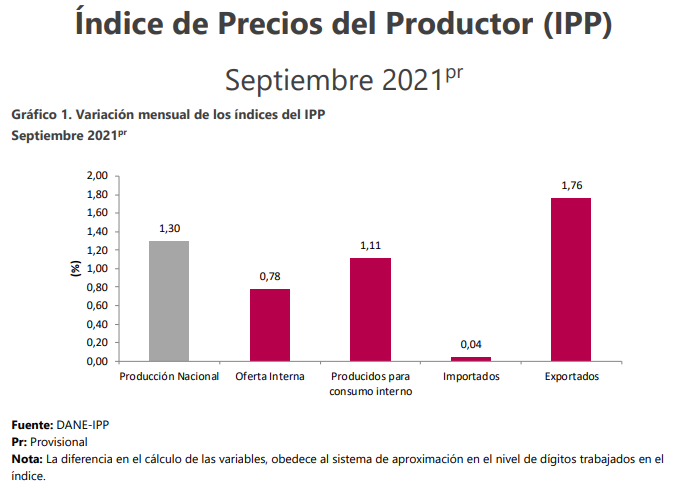 Índice de Precios del Productor (IPP)
Septiembre 2021pr
Gráfico 1. Variación mensual de los índices del IPP
Septiembre 2021pr
2,00
1,80
1,60
1,40
1,20
1,00
0,80
0,60
0,40
0,20
0,00
(%)
1,30
0,78
1,11
0,04
1,76
Producción Nacional
Oferta Interna
Producidos para
consumo interno
Importados
Exportados
Fuente: DANE-IPP
Pr: Provisional
Nota: La diferencia en el cálculo de las variables, obedece al sistema de aproximación en el nivel de dígitos trabajados en el
índice.